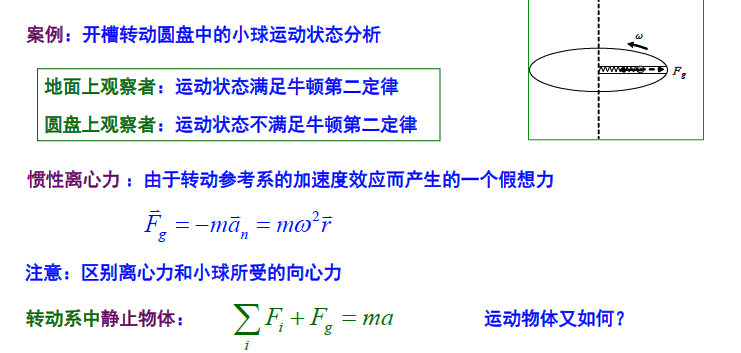 案例：开槽转动圆盘中的小球运动状态分析
ω
F_g
地面上观察者：运动状态满足牛顿第二定律
圆盘上观察者：运动状态不满足牛顿第二定律
惯性离心力 ：由于转动参考系的加速度效应而产生的一个假想力
\vec{F}_g = -m\vec{a}_n = mω^2\vec{r}
注意：区别离心力和小球所受的向心力
转动系中静止物体： \sum_i F_i + F_g = ma 运动物体又如何？